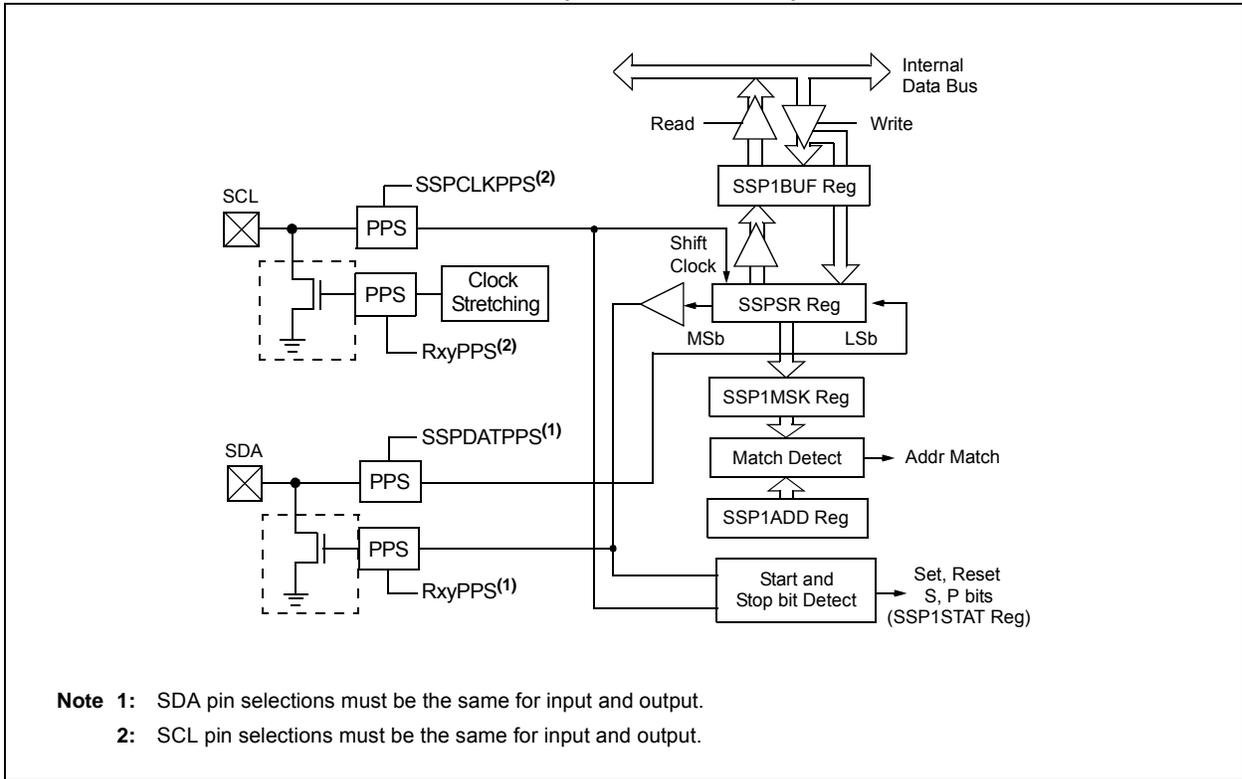 Internal
Data Bus
Read
Write
SSP1BUF Reg
SSPCLKPPS(2)
SCL
PPS
Shift
Clock
PPS
Clock
Stretching
SSPSR Reg
MSb
LSb
RxyPPS(2)
SSP1MSK Reg
SSPDATPPS(1)
SDA
Match Detect
Addr Match
PPS
SSP1ADD Reg
PPS
Start and
Stop bit Detect
Set, Reset
S, P bits
(SSP1STAT Reg)
RxyPPS(1)
Note 1: SDA pin selections must be the same for input and output.
2: SCL pin selections must be the same for input and output.